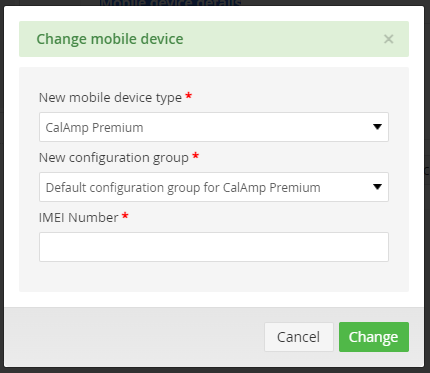 Mobile device details
Change mobile device ×
New mobile device type *
CalAmp Premium
New configuration group *
Default configuration group for CalAmp Premium
IMEI Number *
Cancel Change